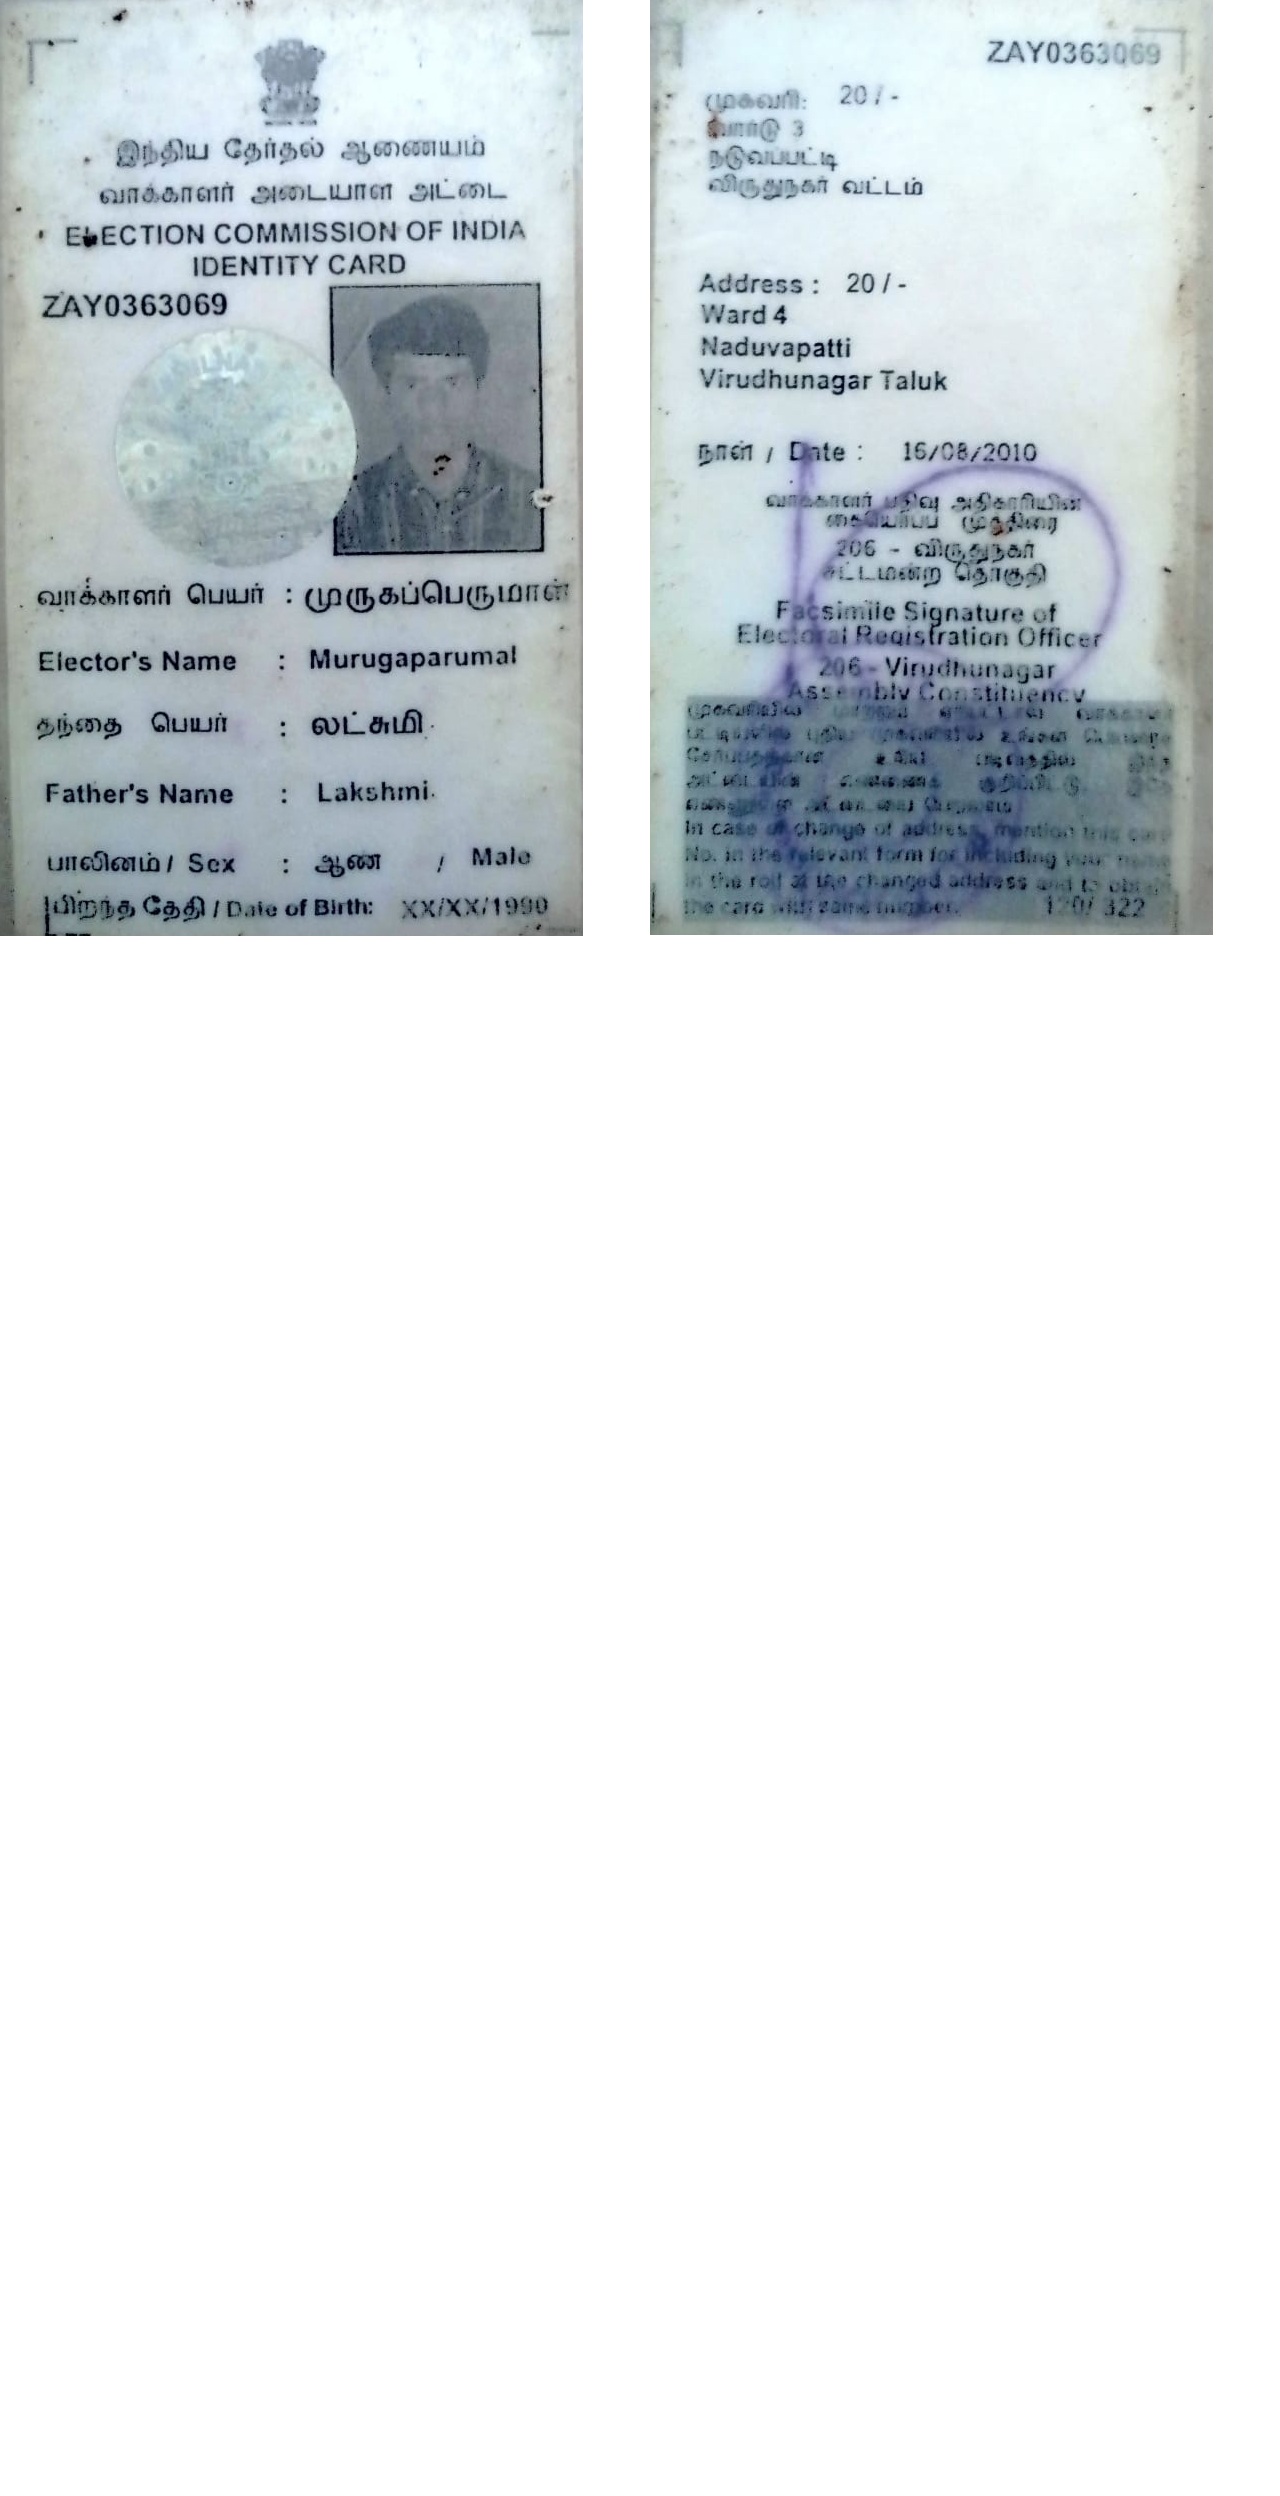 இந்திய தேர்தல் ஆணையம்
வாக்காளர் அடையாள அட்டை
ELECTION COMMISSION OF INDIA
IDENTITY CARD
ZAY0363069
வாக்காளர் பெயர் : முருகப்பெருமாள்
Elector's Name : Murugaparumal
தந்தை பெயர் : லட்சுமி
Father's Name : Lakshmi
பாலினம் / Sex : ஆண் / Male
பிறந்த தேதி / Date of Birth: XX/XX/1990
ZAY0363069
முகவரி: 20 / -
வார்டு 3
நடுவபட்டி
விருதுநகர் வட்டம்
Address : 20 / -
Ward 4
Naduvapatti
Virudhunagar Taluk
நாள் / Date : 16/08/2010
வாக்காளர் பதிவு அதிகாரியின்
முத்திரை
206 - விருதுநகர்
சட்டமன்ற தொகுதி
Facsimile Signature of
Electoral Registration Officer
206 - Virudhunagar
Assembly Constituency
In case of change of address, mention this card
No. in the relevant form for including your name
in the roll at the changed address and to obtain
the card with same number.
120/ 322